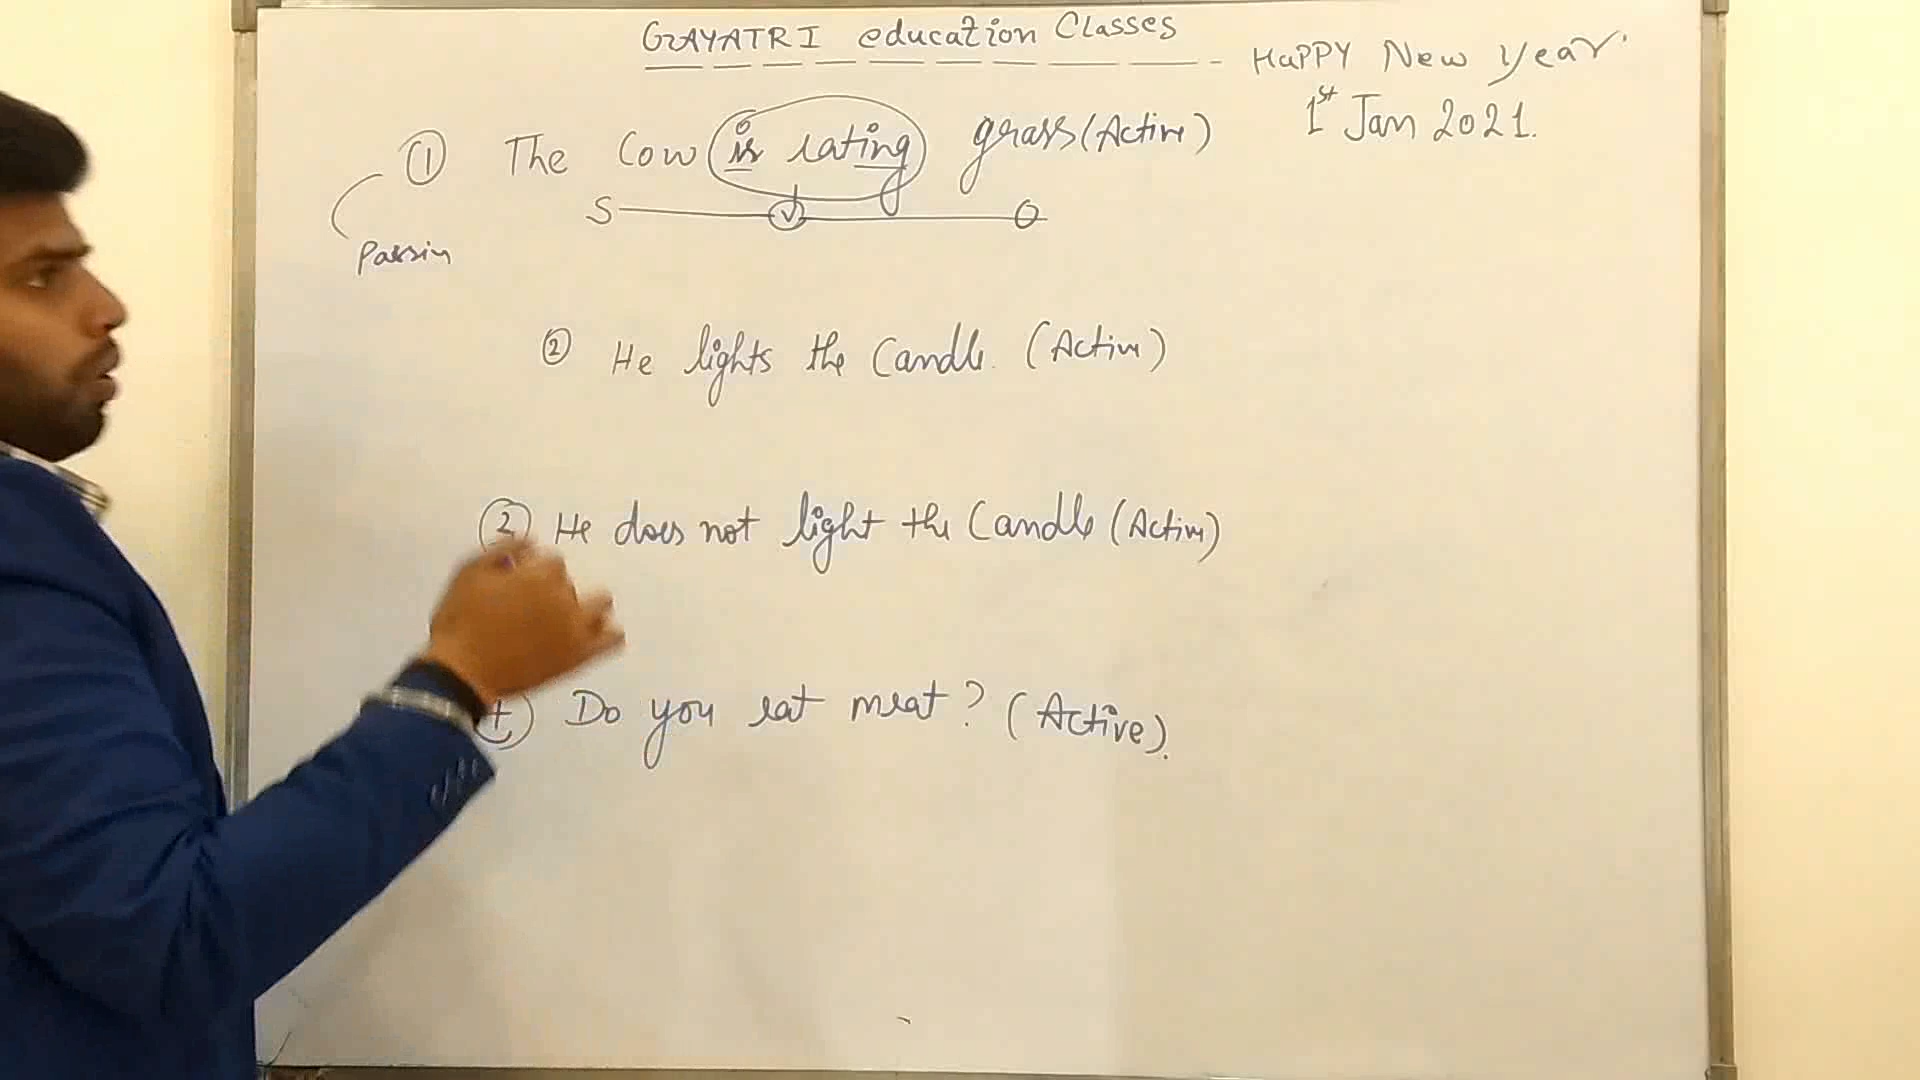 GAYATRI education Classes
HaPPY New Year.
1st Jan 2021.
① The Cow is eating grass (Active)
S V O
Passive
② He lights the Candle. (Active)
② He does not light the Candle (Active)
Do you eat meat? (Active).